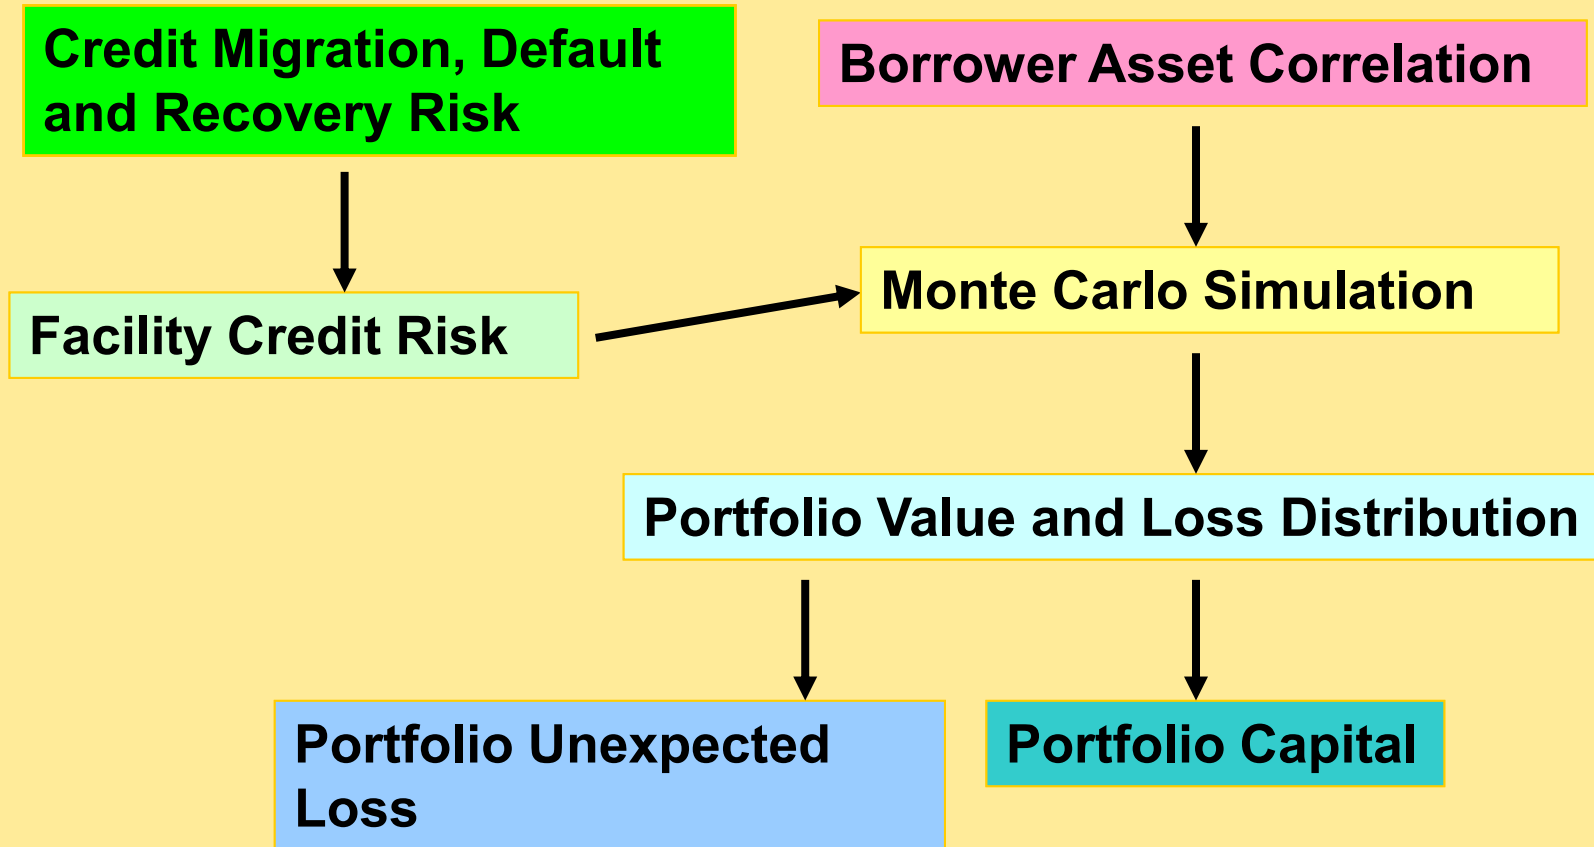 Credit Migration, Default
and Recovery Risk
Borrower Asset Correlation
Monte Carlo Simulation
Facility Credit Risk
Portfolio Value and Loss Distribution
Portfolio Unexpected
Loss
Portfolio Capital